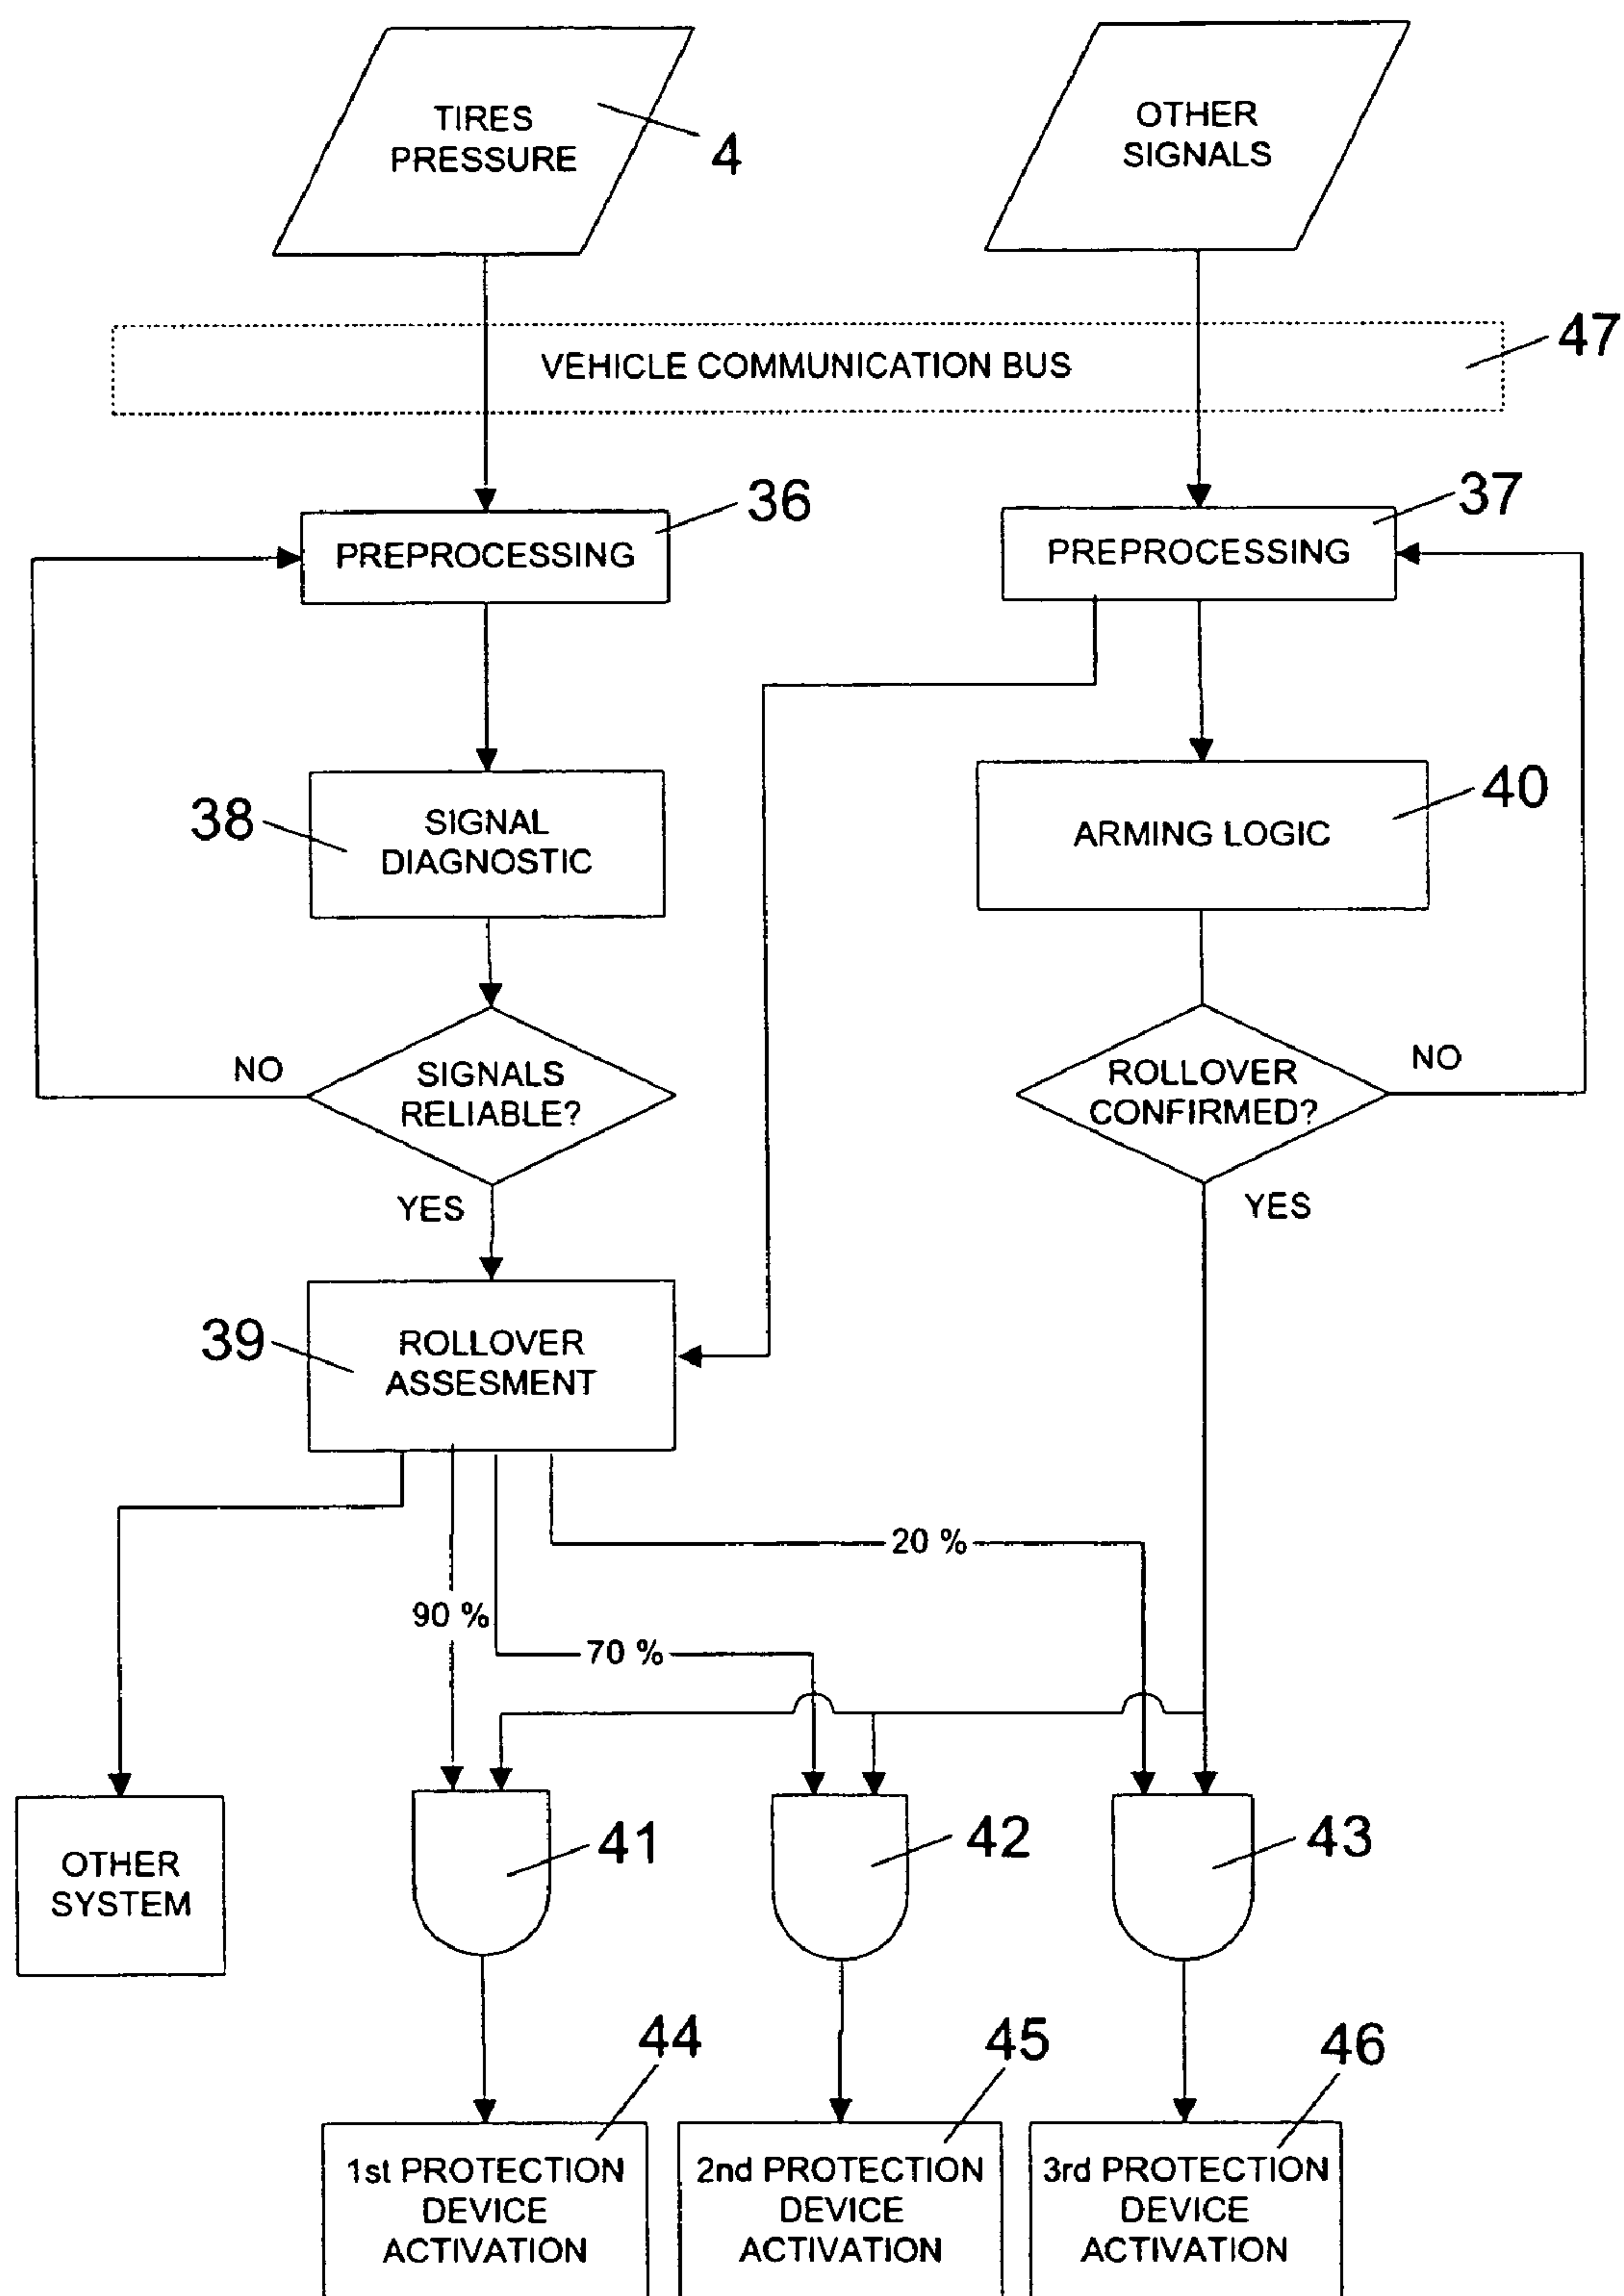 TIRES
PRESSURE
4
OTHER
SIGNALS
VEHICLE COMMUNICATION BUS
47
PREPROCESSING
36
PREPROCESSING
37
38
SIGNAL
DIAGNOSTIC
ARMING LOGIC
40
NO
SIGNALS
RELIABLE?
YES
ROLLOVER
CONFIRMED?
NO
YES
39
ROLLOVER
ASSESMENT
20 %
90 %
70 %
OTHER
SYSTEM
41
42
43
44
45
46
1st PROTECTION
DEVICE
ACTIVATION
2nd PROTECTION
DEVICE
ACTIVATION
3rd PROTECTION
DEVICE
ACTIVATION